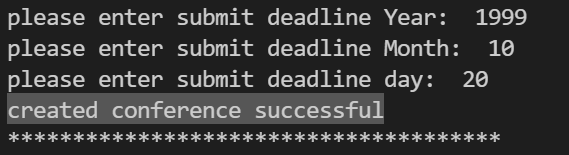 please enter submit deadline Year:  1999
please enter submit deadline Month:  10
please enter submit deadline day:  20
created conference successful
**************************************